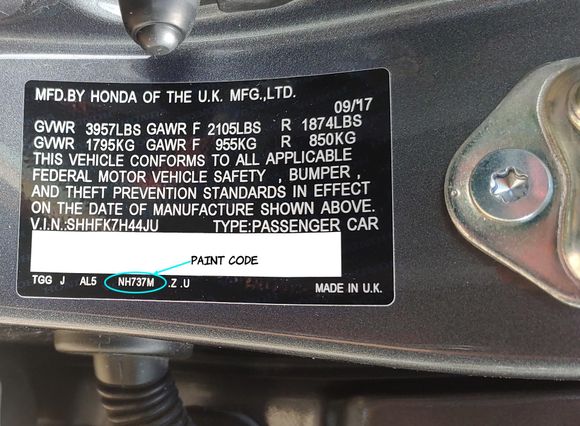 MFD.BY HONDA OF THE U.K. MFG.,LTD.
09/17
GVWR 3957LBS GAWR F 2105LBS R 1874LBS
GVWR 1795KG GAWR F 955KG R 850KG
THIS VEHICLE CONFORMS TO ALL APPLICABLE
FEDERAL MOTOR VEHICLE SAFETY , BUMPER ,
AND THEFT PREVENTION STANDARDS IN EFFECT
ON THE DATE OF MANUFACTURE SHOWN ABOVE.
V.I.N:SHHFK7H44JU TYPE:PASSENGER CAR
PAINT CODE
TGG J AL5 NH737M .Z .U MADE IN U.K.